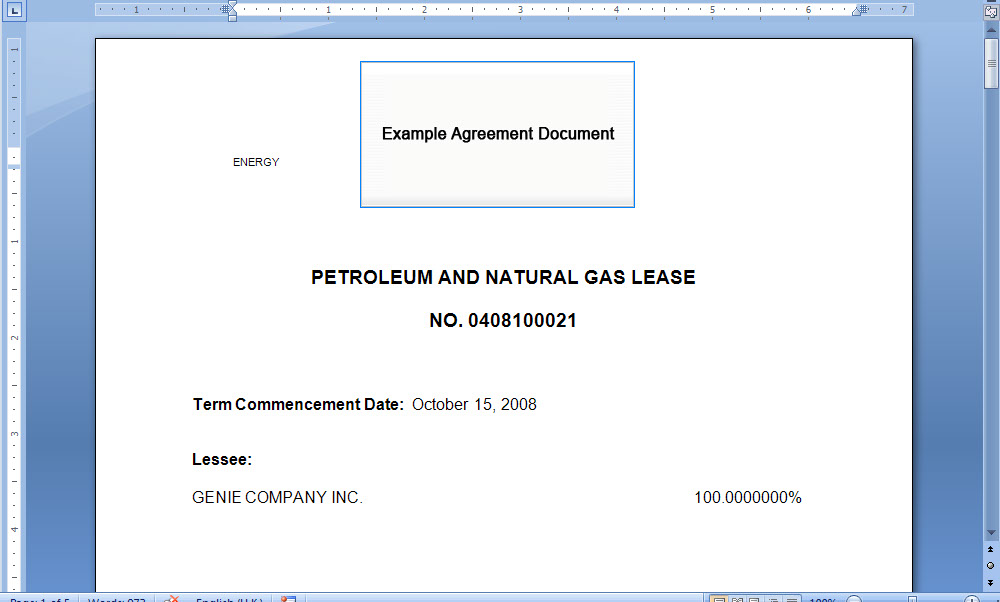 1 1 2 3 4 5 6 7
Example Agreement Document
ENERGY
PETROLEUM AND NATURAL GAS LEASE
NO. 0408100021
Term Commencement Date: October 15, 2008
Lessee:
GENIE COMPANY INC. 100.0000000%
1
1
2
3
4
Page: 1 of 5 Words: 973 English (U.K.) 100%